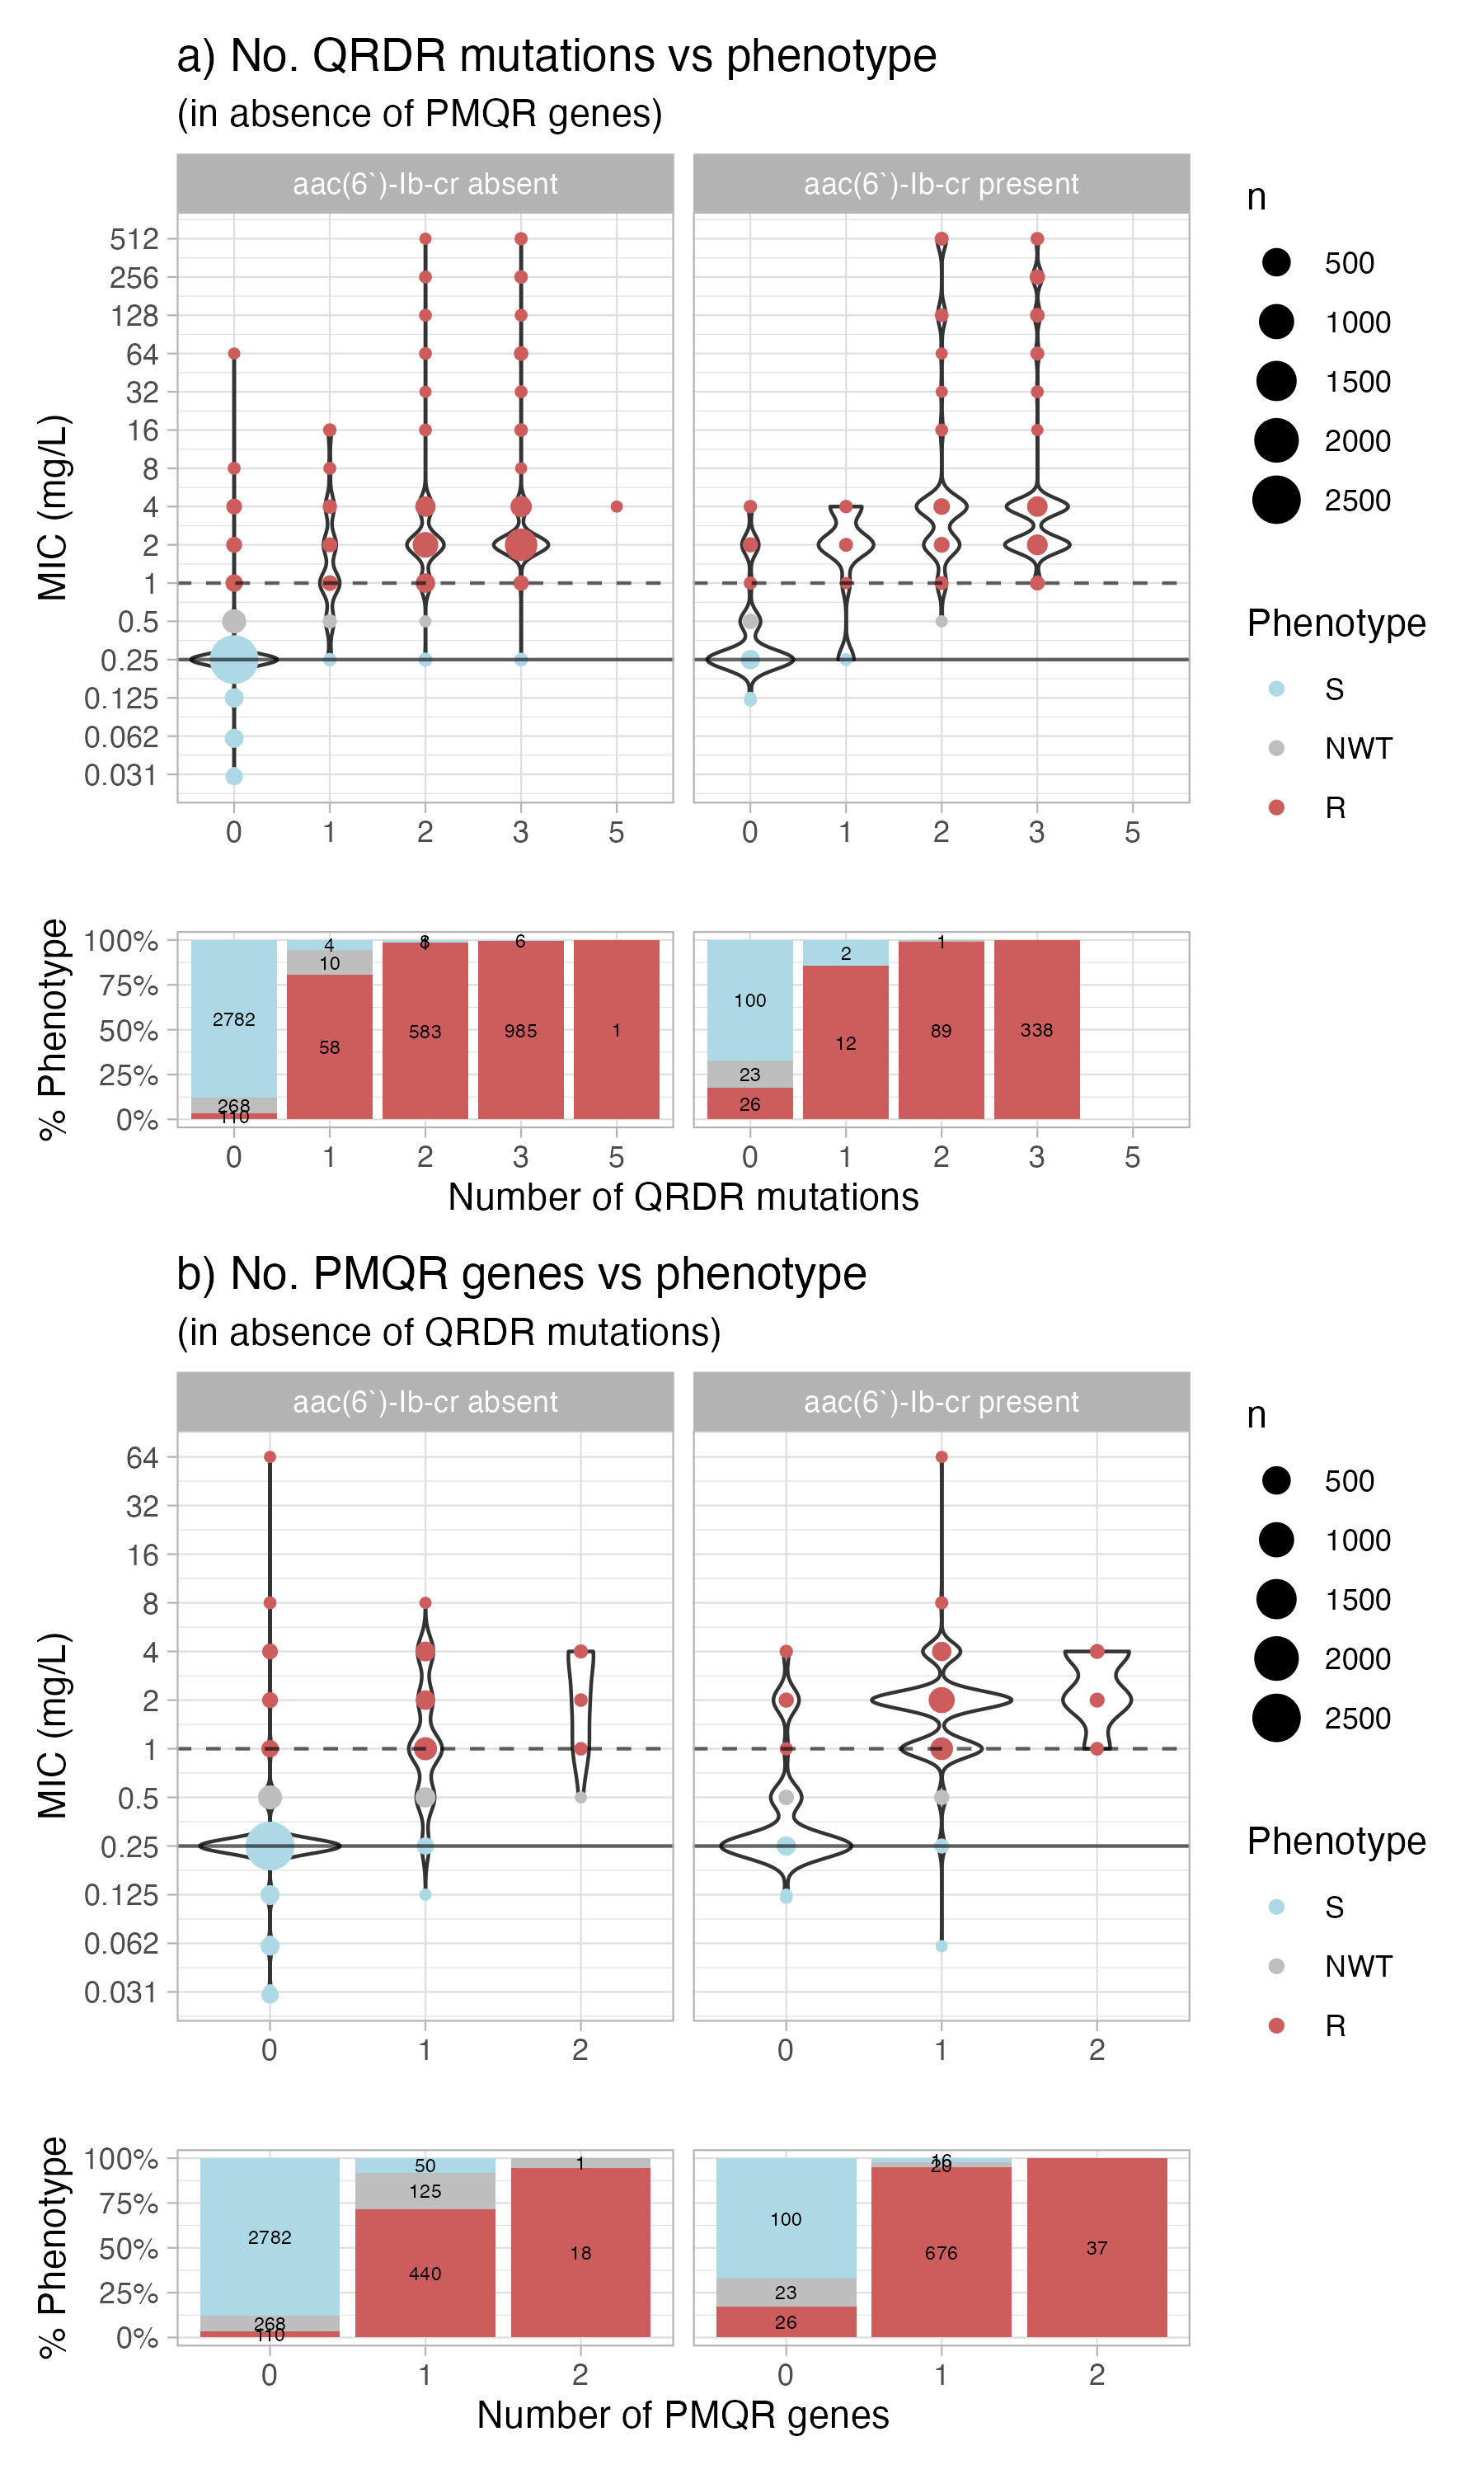 a) No. QRDR mutations vs phenotype
(in absence of PMQR genes)
aac(6`)-Ib-cr absent
aac(6`)-Ib-cr present
MIC (mg/L)
512
256
128
64
32
16
8
4
2
1
0.5
0.25
0.125
0.062
0.031
0 1 2 3 5
0 1 2 3 5
n
500
1000
1500
2000
2500
Phenotype
S
NWT
R
% Phenotype
100%
75%
50%
25%
0%
2782
268
110
4
10
58
8
583
6
985
1
100
23
26
2
12
1
89
338
0 1 2 3 5
0 1 2 3 5
Number of QRDR mutations
b) No. PMQR genes vs phenotype
(in absence of QRDR mutations)
aac(6`)-Ib-cr absent
aac(6`)-Ib-cr present
MIC (mg/L)
64
32
16
8
4
2
1
0.5
0.25
0.125
0.062
0.031
0 1 2
0 1 2
n
500
1000
1500
2000
2500
Phenotype
S
NWT
R
% Phenotype
100%
75%
50%
25%
0%
2782
268
110
50
125
440
1
18
100
23
26
16
676
37
0 1 2
0 1 2
Number of PMQR genes